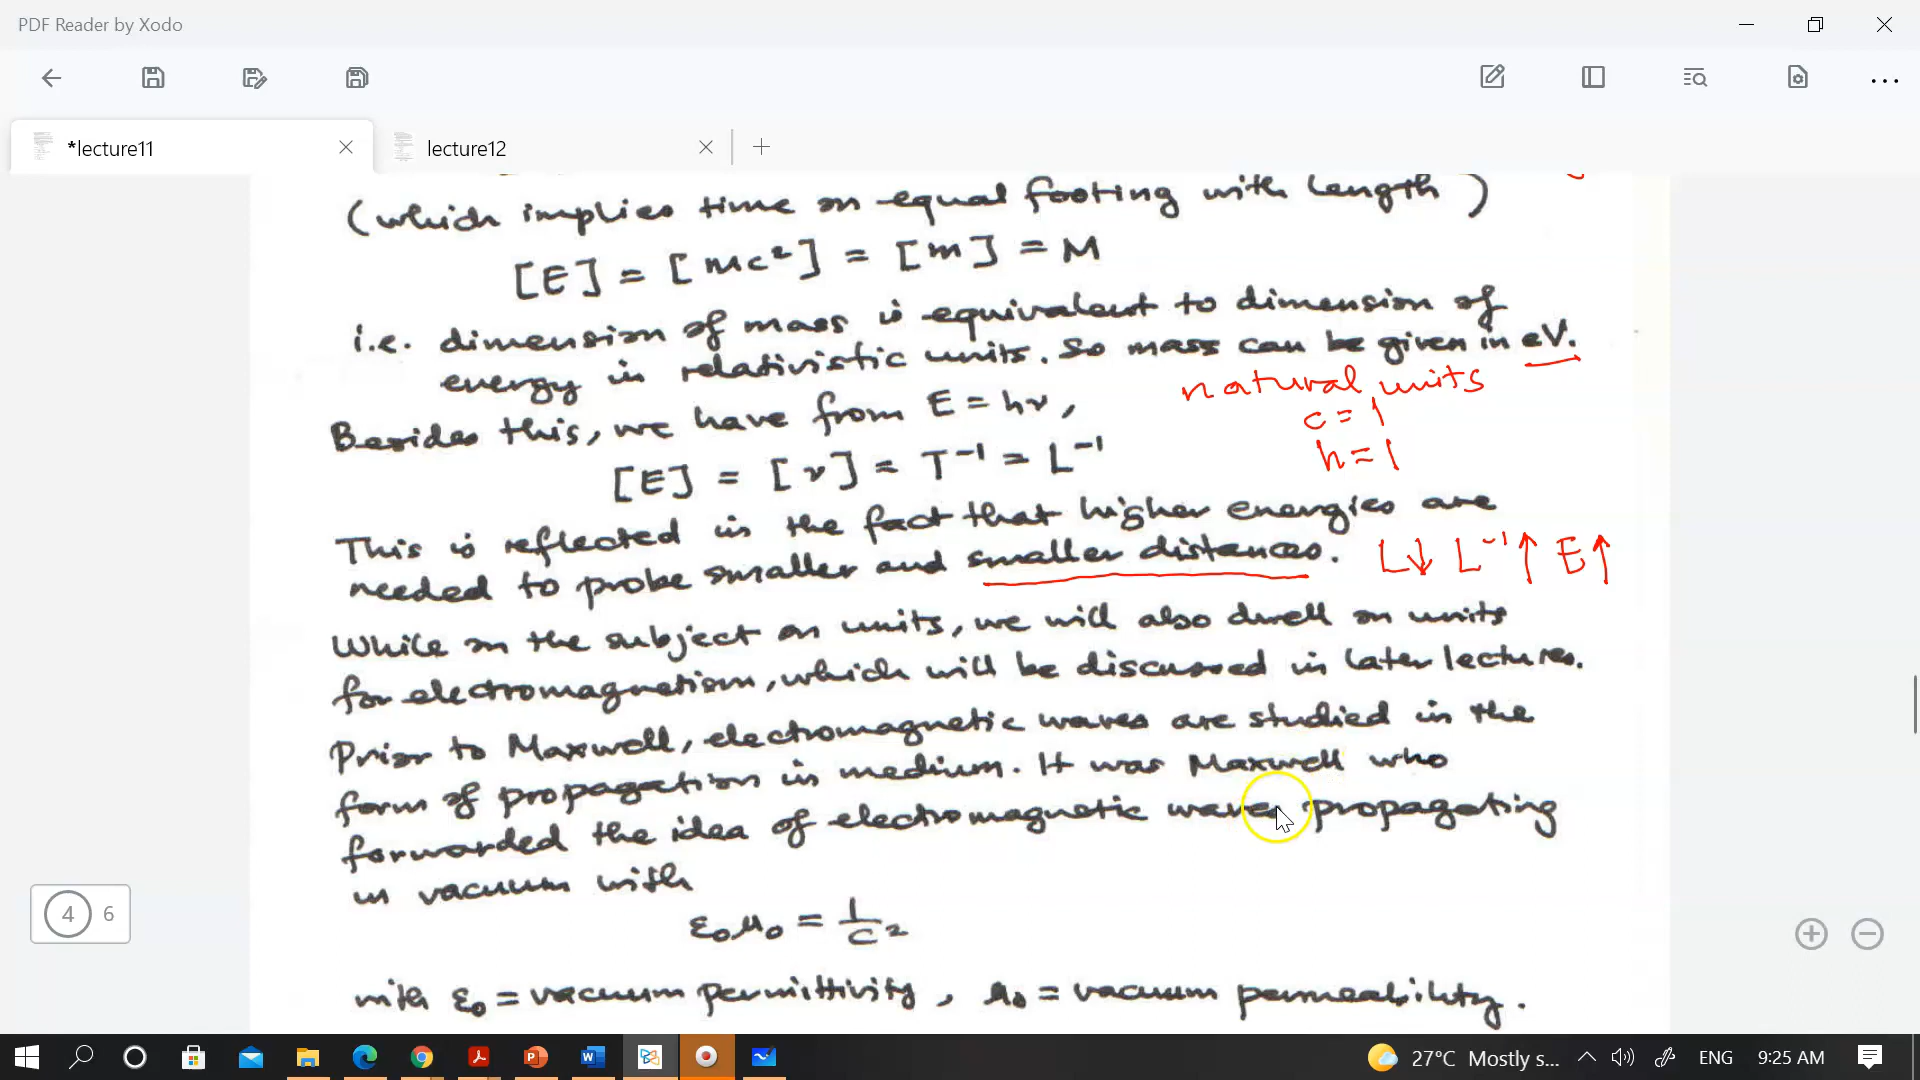 PDF Reader by Xodo
*lecture11
lecture12
(which implies time on equal footing with length)
[E] = [mc²] = [m] = M
i.e. dimension of mass is equivalent to dimension of
energy in relativistic units. So mass can be given in eV.
natural units
c = 1
h = 1
Besides this, we have from E = hν,
[E] = [ν] = T⁻¹ = L⁻¹
This is reflected in the fact that higher energies are
needed to probe smaller and smaller distances.
L↓ L⁻¹↑ E↑
While on the subject on units, we will also dwell on units
for electromagnetism, which will be discussed in later lectures.
Prior to Maxwell, electromagnetic waves are studied in the
form of propagation in medium. It was Maxwell who
forwarded the idea of electromagnetic waves propagating
in vacuum with
ε₀μ₀ = 1/c²
with ε₀ = vacuum permittivity, μ₀ = vacuum permeability.
4 6
27°C Mostly s...
ENG
9:25 AM